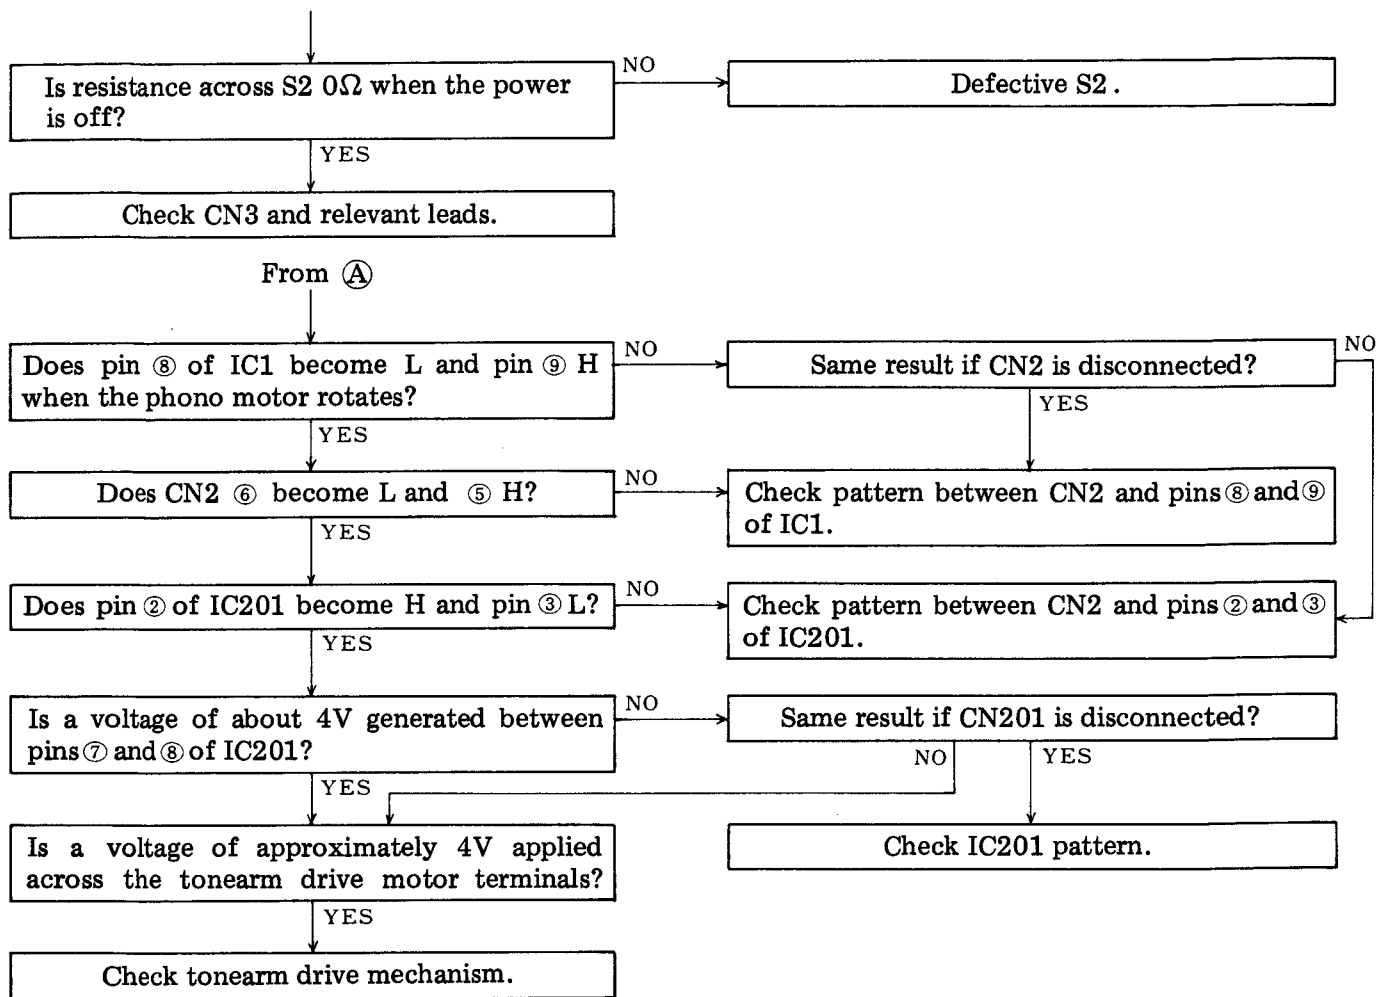 Is resistance across S2 0Ω when the power
is off?
NO
Defective S2.
YES
Check CN3 and relevant leads.
From Ⓐ
Does pin ⑧ of IC1 become L and pin ⑨ H
when the phono motor rotates?
NO
Same result if CN2 is disconnected?
NO
YES
YES
Does CN2 ⑥ become L and ⑤ H?
NO
Check pattern between CN2 and pins ⑧ and ⑨
of IC1.
YES
Does pin ② of IC201 become H and pin ③ L?
NO
Check pattern between CN2 and pins ② and ③
of IC201.
YES
Is a voltage of about 4V generated between
pins ⑦ and ⑧ of IC201?
NO
Same result if CN201 is disconnected?
NO
YES
YES
Is a voltage of approximately 4V applied
across the tonearm drive motor terminals?
Check IC201 pattern.
YES
Check tonearm drive mechanism.